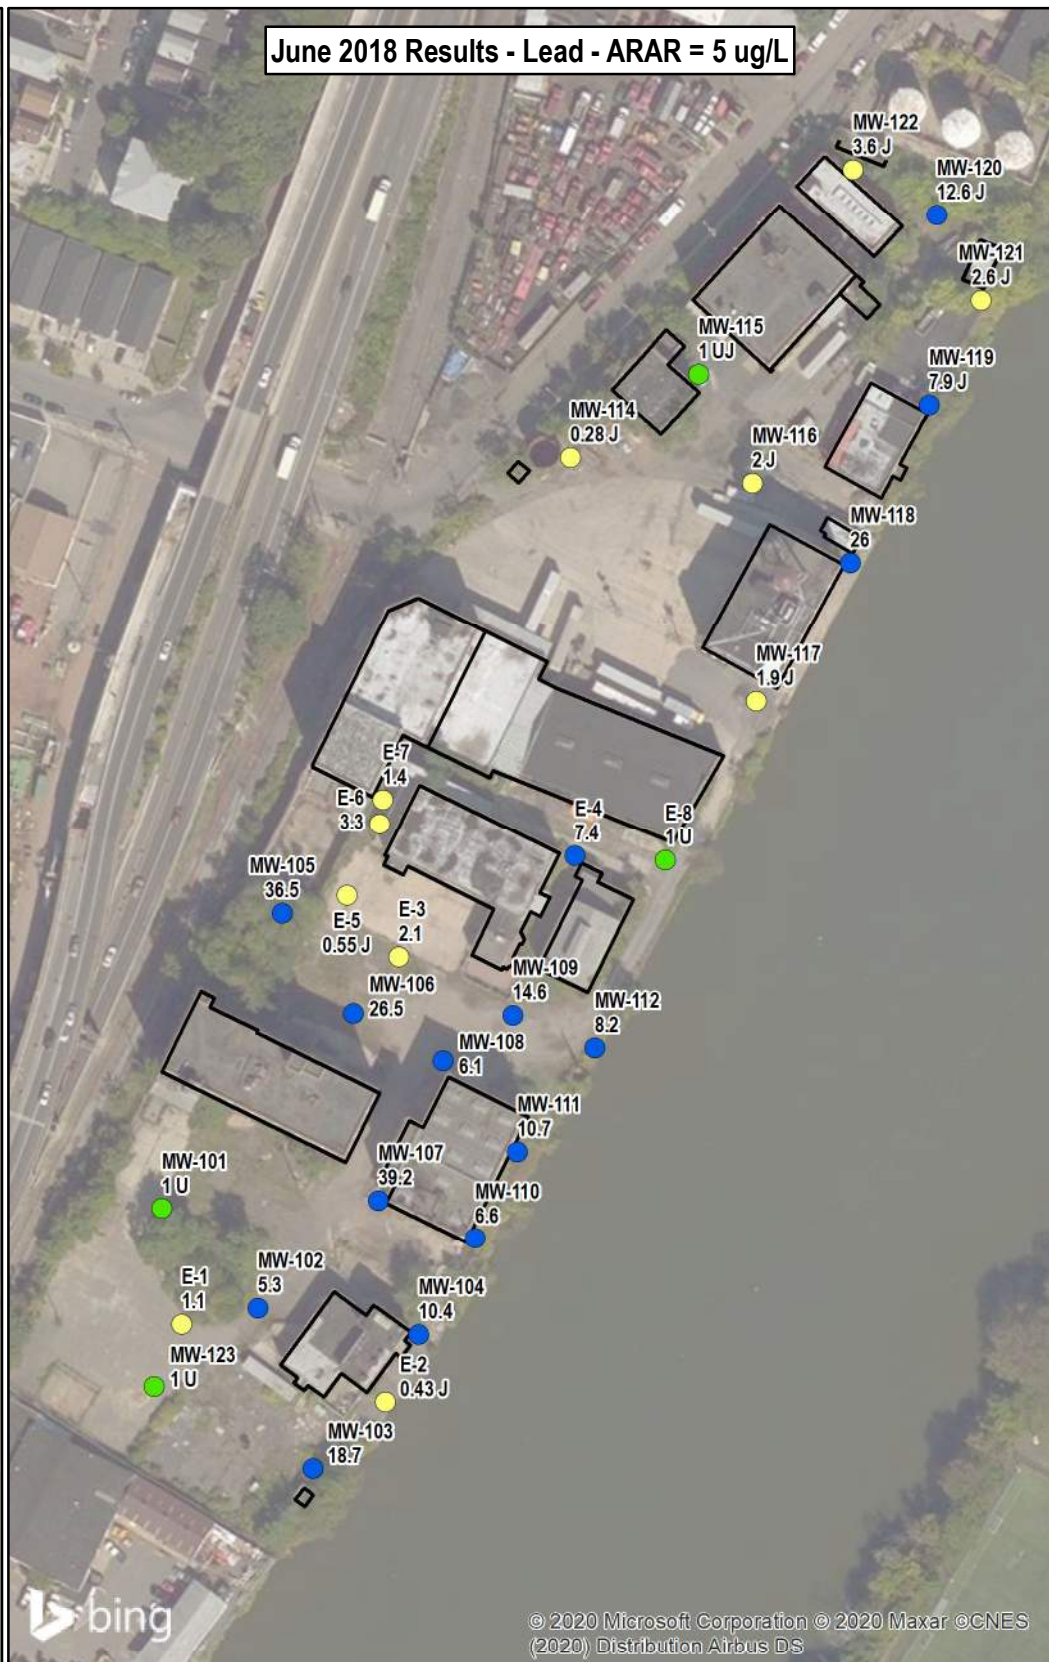 June 2018 Results - Lead - ARAR = 5 ug/L
MW-122
3.6 J
MW-120
12.6 J
MW-121
2.6 J
MW-115
1 UJ
MW-119
7.9 J
MW-114
0.28 J
MW-116
2 J
MW-118
26
MW-117
1.9 J
E-7
1.4
E-6
3.3
E-4
7.4
E-8
1 U
MW-105
36.5
E-5
0.55 J
E-3
2.1
MW-106
26.5
MW-109
14.6
MW-112
8.2
MW-108
6.1
MW-111
10.7
MW-107
39.2
MW-101
1 U
MW-110
6.6
MW-102
5.3
E-1
1.1
MW-104
10.4
MW-123
1 U
E-2
0.43 J
MW-103
18.7
bing
© 2020 Microsoft Corporation © 2020 Maxar ©CNES
(2020) Distribution Airbus DS